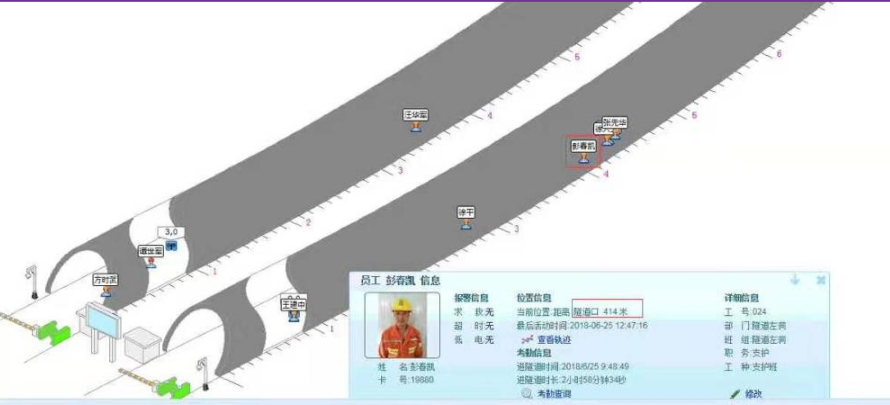 5
6
汪华军
4
5
张先华
彭春凯
4
3
徐平
2
3
3,0
谭世军
1
方时武
王建中
1
员工 彭春凯 信息
报警信息
求 救:无
超 时:无
低 电:无
位置信息
当前位置:距离 隧道口 414 米
最后活动时间:2018-06-25 12:47:16
查看轨迹
考勤信息
进隧道时间:2018/6/25 9:48:49
进隧道时长:2小时58分钟34秒
考勤查询
详细信息
工 号:024
部 门:隧道左洞
班 组:隧道左洞
职 务:支护
工 种:支护班
修改
姓 名:彭春凯
卡 号:19880